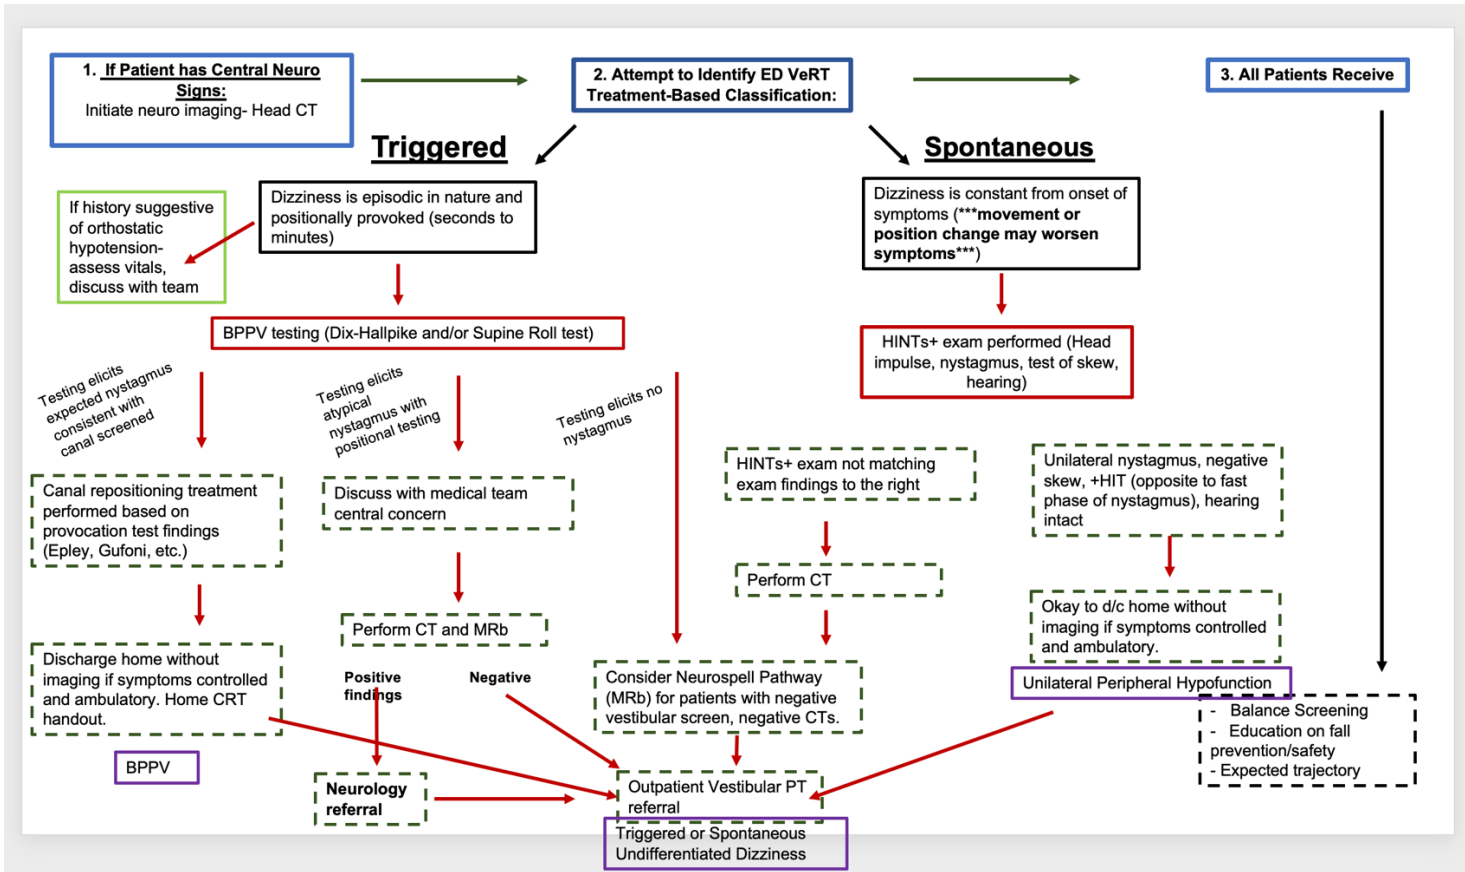 1. If Patient has Central Neuro
Signs:
Initiate neuro imaging- Head CT
2. Attempt to Identify ED VeRT
Treatment-Based Classification:
3. All Patients Receive
Triggered
Spontaneous
If history suggestive
of orthostatic
hypotension-
assess vitals,
discuss with team
Dizziness is episodic in nature and
positionally provoked (seconds to
minutes)
Dizziness is constant from onset of
symptoms (***movement or
position change may worsen
symptoms***)
BPPV testing (Dix-Hallpike and/or Supine Roll test)
HINTs+ exam performed (Head
impulse, nystagmus, test of skew,
hearing)
Testing elicits
expected nystagmus
consistent with
canal screened
Testing elicits
atypical
nystagmus with
positional testing
Testing elicits no
nystagmus
Canal repositioning treatment
performed based on
provocation test findings
(Epley, Gufoni, etc.)
Discuss with medical team
central concern
HINTs+ exam not matching
exam findings to the right
Unilateral nystagmus, negative
skew, +HIT (opposite to fast
phase of nystagmus), hearing
intact
Perform CT
Okay to d/c home without
imaging if symptoms controlled
and ambulatory.
Unilateral Peripheral Hypofunction
Perform CT and MRb
Positive
findings
Negative
Discharge home without
imaging if symptoms controlled
and ambulatory. Home CRT
handout.
BPPV
Consider Neurospell Pathway
(MRb) for patients with negative
vestibular screen, negative CTs.
- Balance Screening
- Education on fall
prevention/safety
- Expected trajectory
Neurology
referral
Outpatient Vestibular PT
referral
Triggered or Spontaneous
Undifferentiated Dizziness